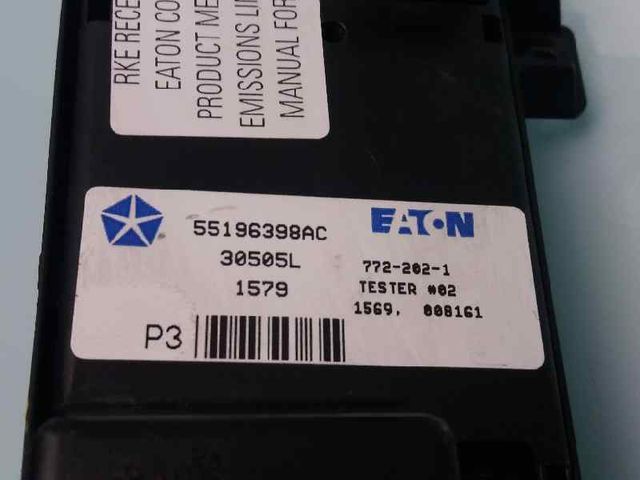 RKE RECE
EATON CO
PRODUCT ME
EMISSIONS LI
MANUAL FOR
55196398AC
30505L
1579
P3
EATON
772-202-1
TESTER #02
1569, 008161